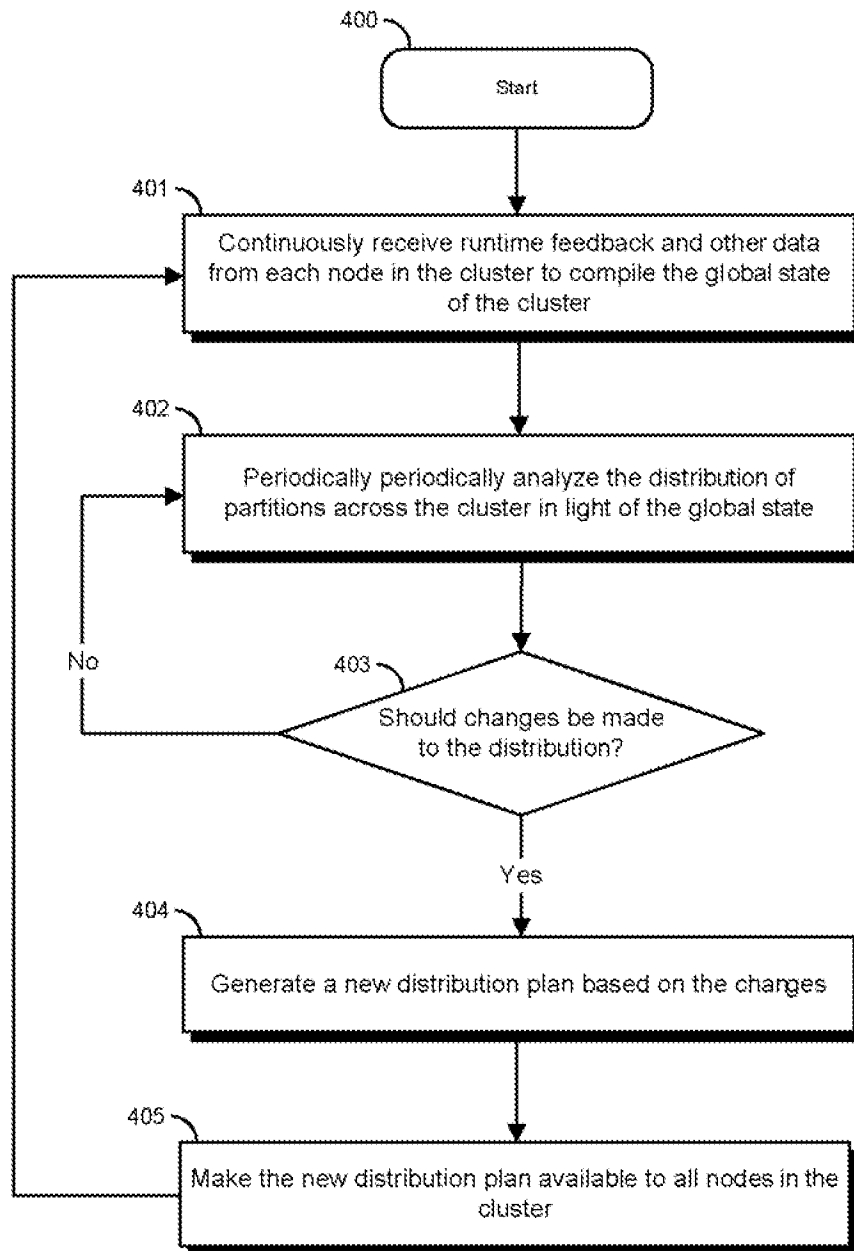 400
Start
401
Continuously receive runtime feedback and other data
from each node in the cluster to compile the global state
of the cluster
402
Periodically periodically analyze the distribution of
partitions across the cluster in light of the global state
No
403
Should changes be made
to the distribution?
Yes
404
Generate a new distribution plan based on the changes
405
Make the new distribution plan available to all nodes in the
cluster